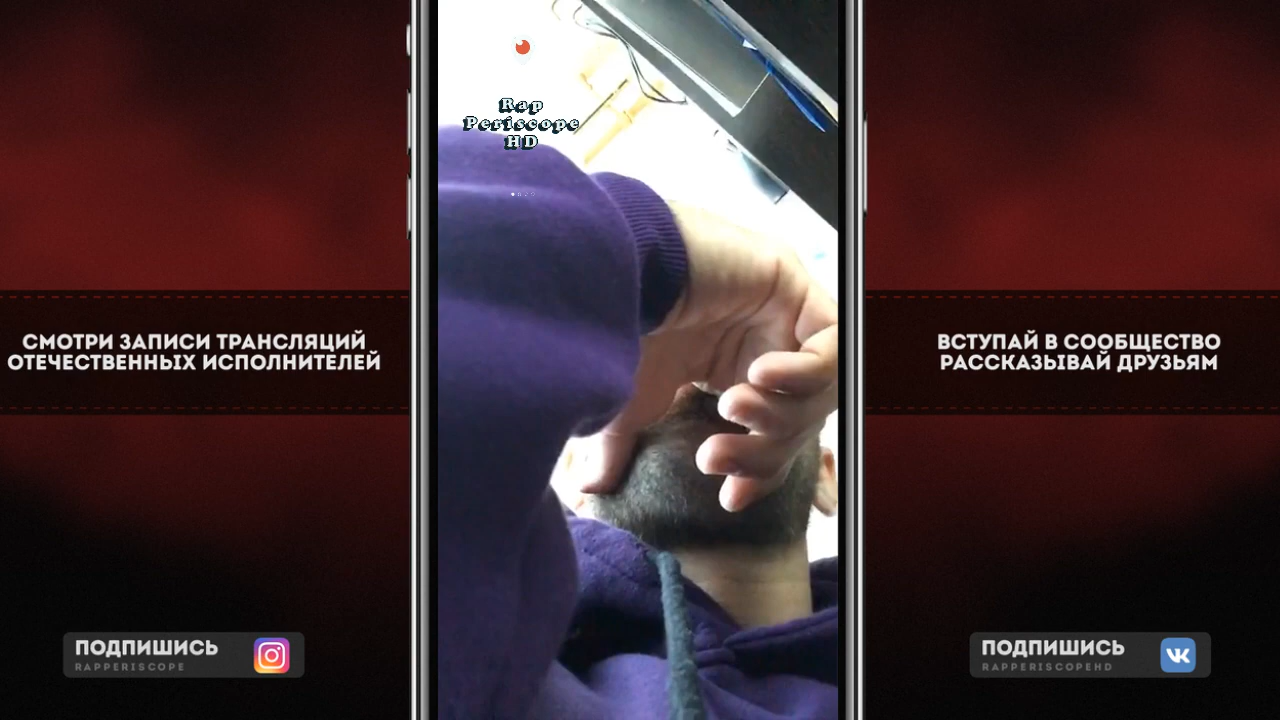 Rap
Periscope
HD
СМОТРИ ЗАПИСИ ТРАНСЛЯЦИЙ
ОТЕЧЕСТВЕННЫХ ИСПОЛНИТЕЛЕЙ
ВСТУПАЙ В СООБЩЕСТВО
РАССКАЗЫВАЙ ДРУЗЬЯМ
ПОДПИШИСЬ
RAPPERISCOPE
ПОДПИШИСЬ
RAPPERISCOPEHD